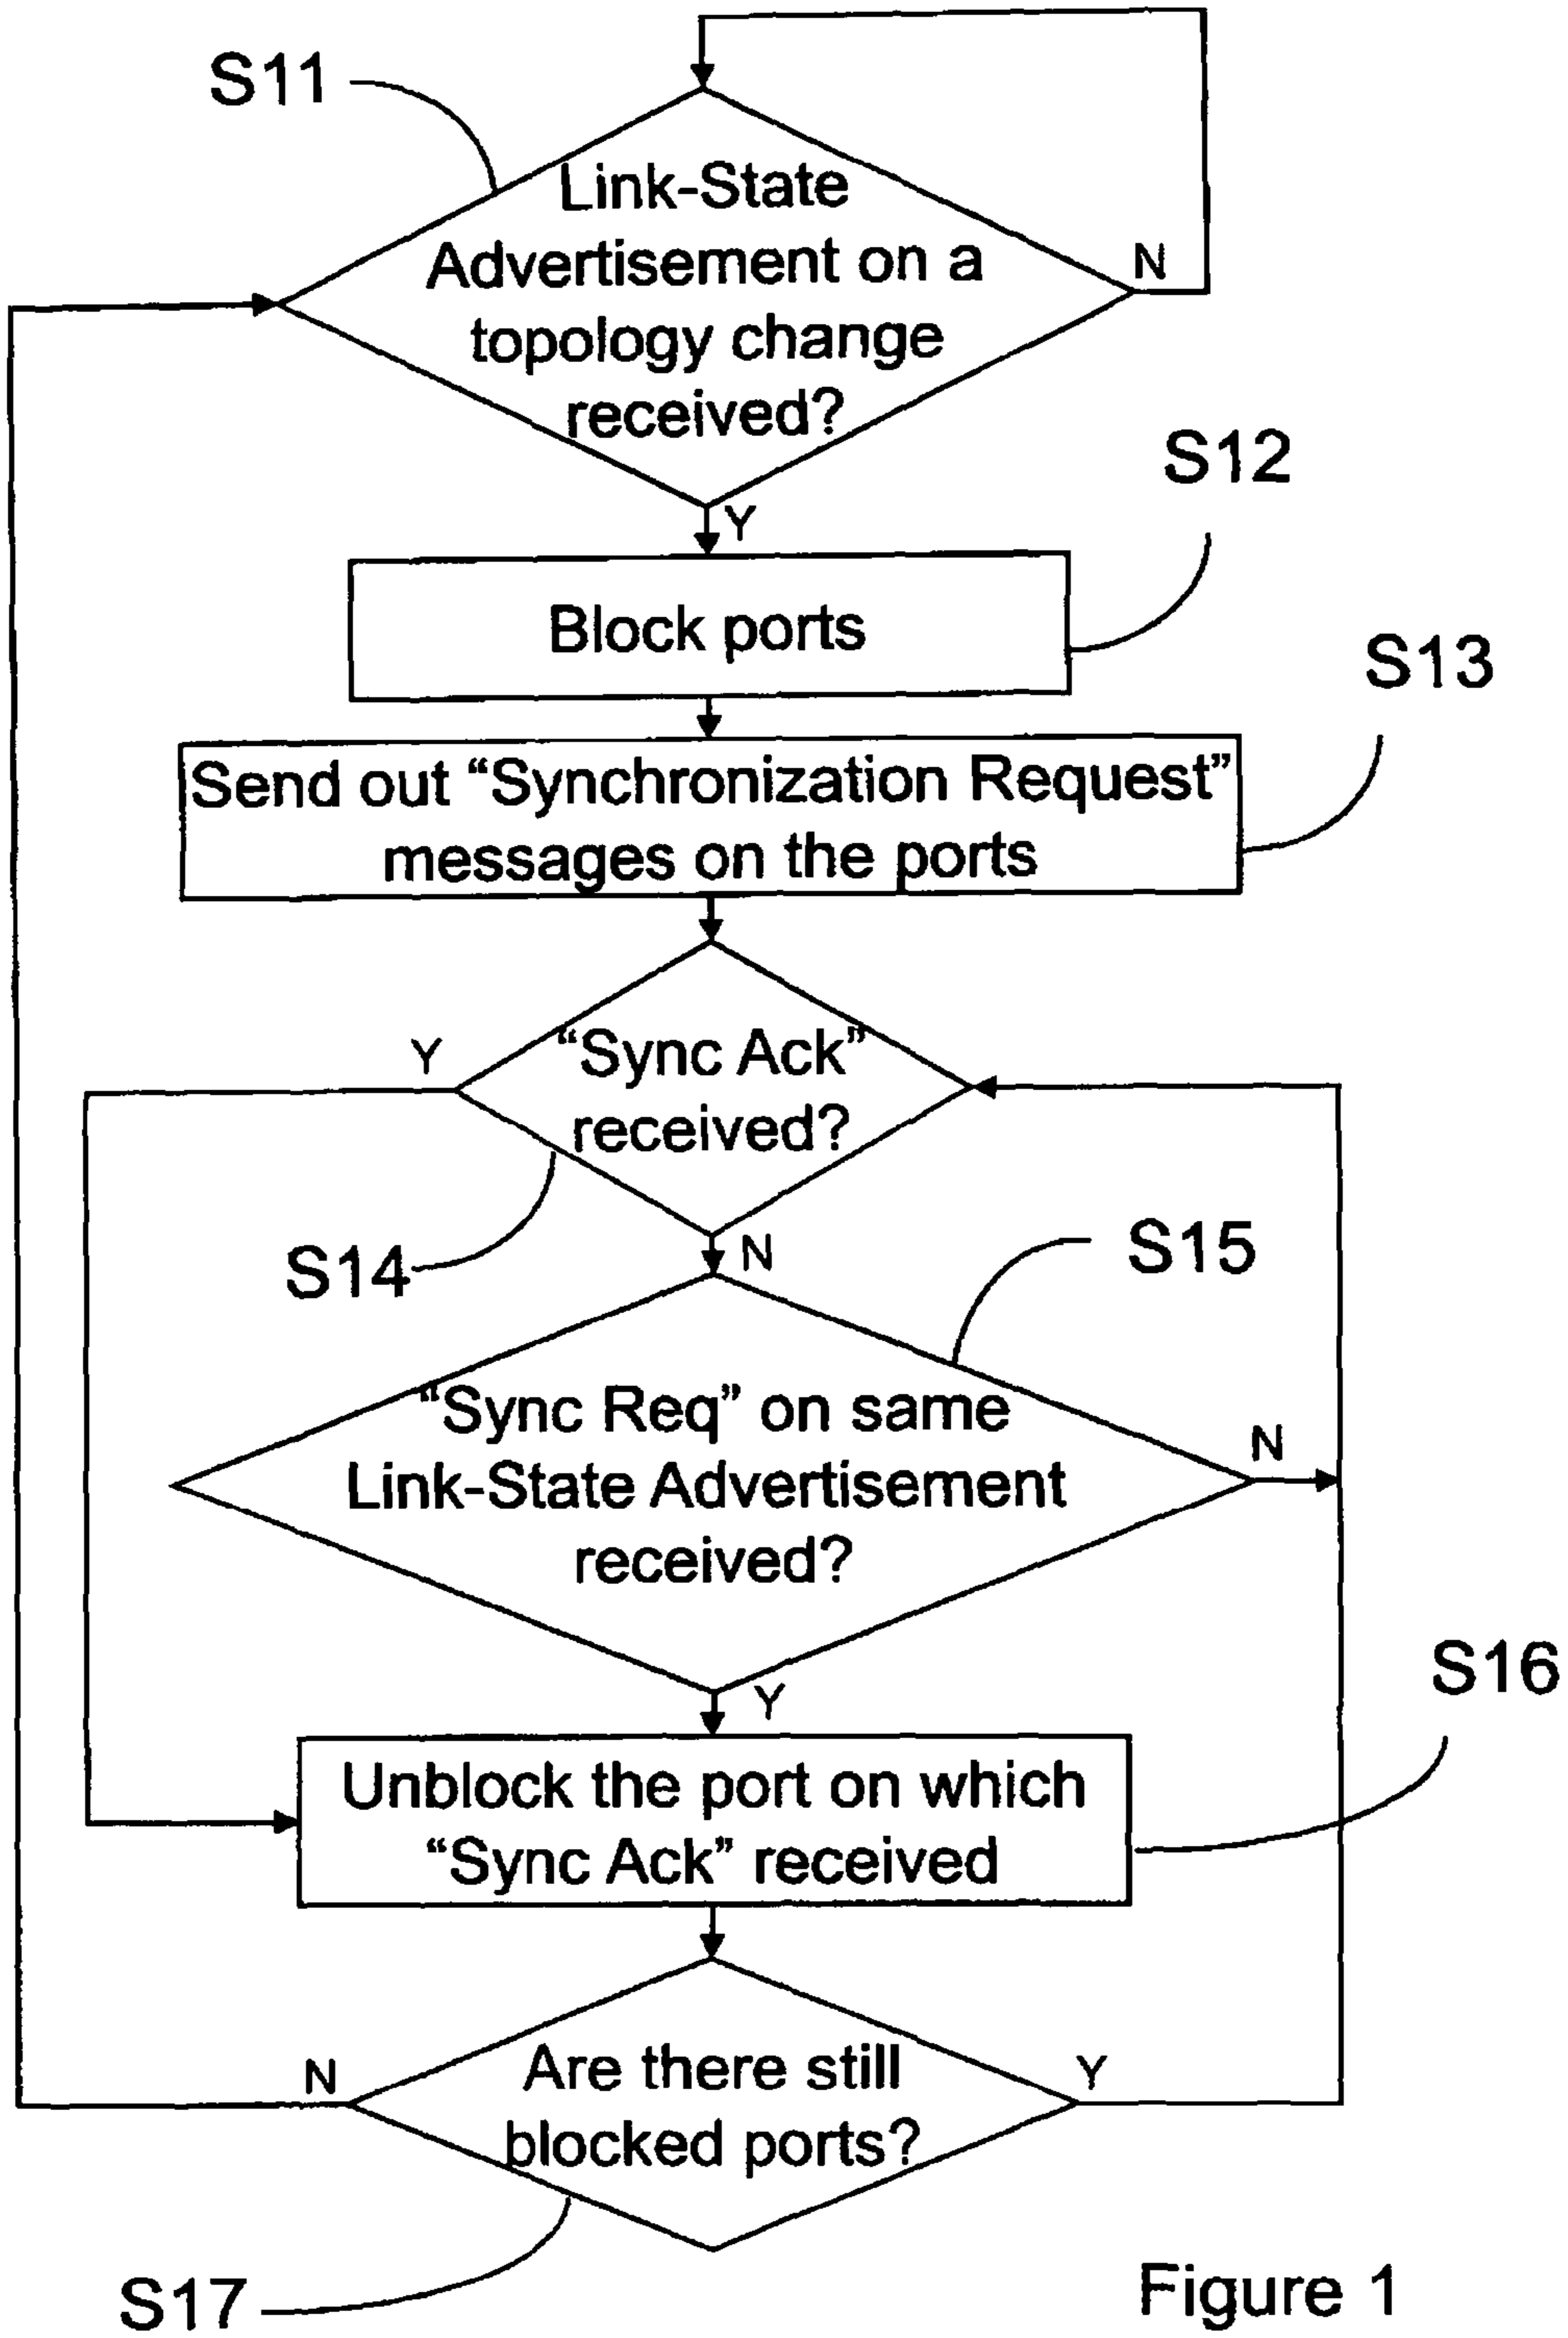 S11
Link-State
Advertisement on a
topology change
received?
N
S12
Y
Block ports
S13
Send out “Synchronization Request”
messages on the ports
Y
“Sync Ack”
received?
S14
N
S15
“Sync Req” on same
Link-State Advertisement
received?
N
Y
S16
Unblock the port on which
“Sync Ack” received
N
Are there still
blocked ports?
Y
S17
Figure 1